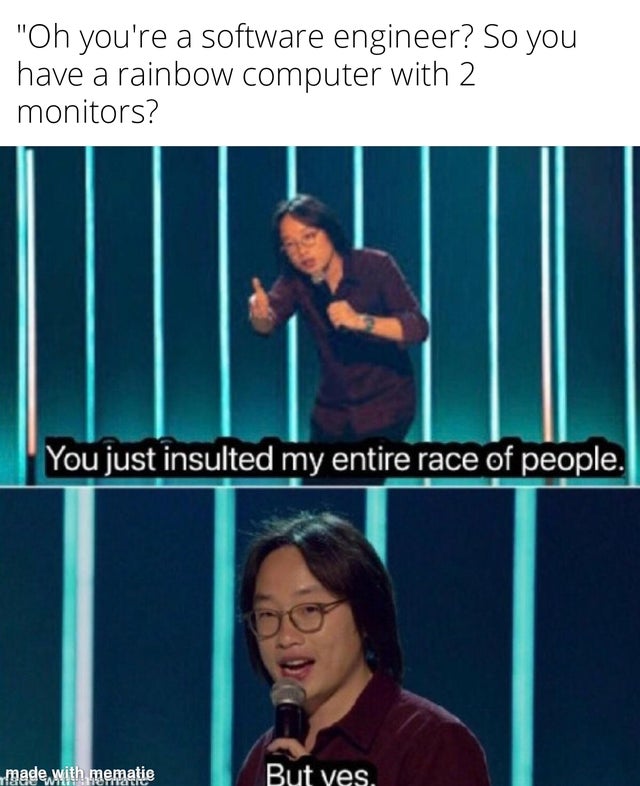 "Oh you're a software engineer? So you
have a rainbow computer with 2
monitors?
You just insulted my entire race of people.
But yes.
made with mematic